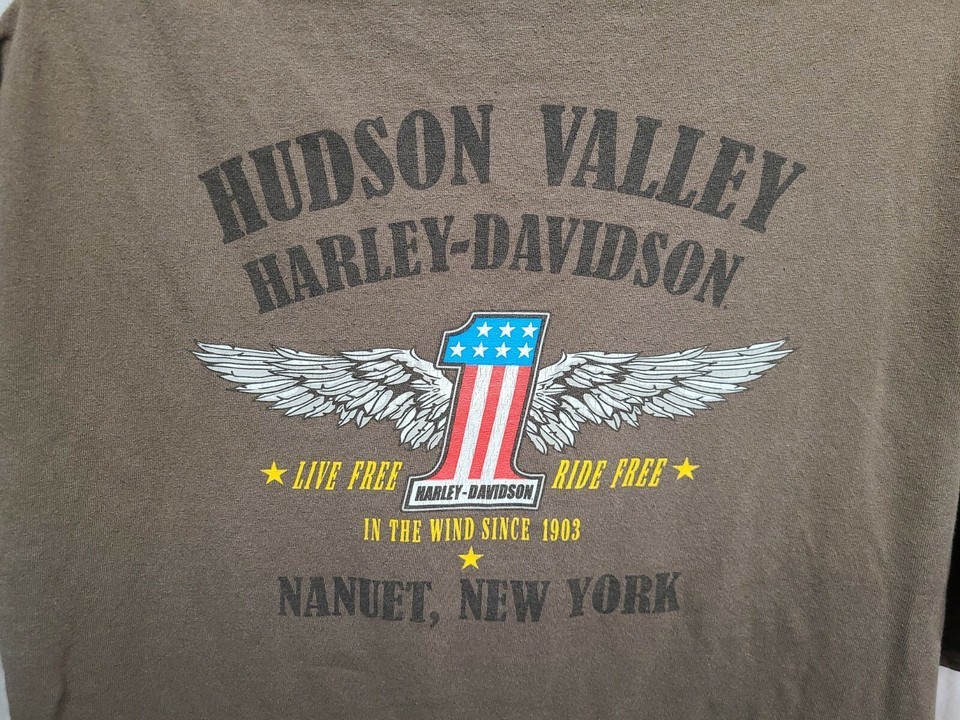 HUDSON VALLEY
HARLEY-DAVIDSON
1
LIVE FREE RIDE FREE
HARLEY-DAVIDSON
IN THE WIND SINCE 1903
NANUET, NEW YORK